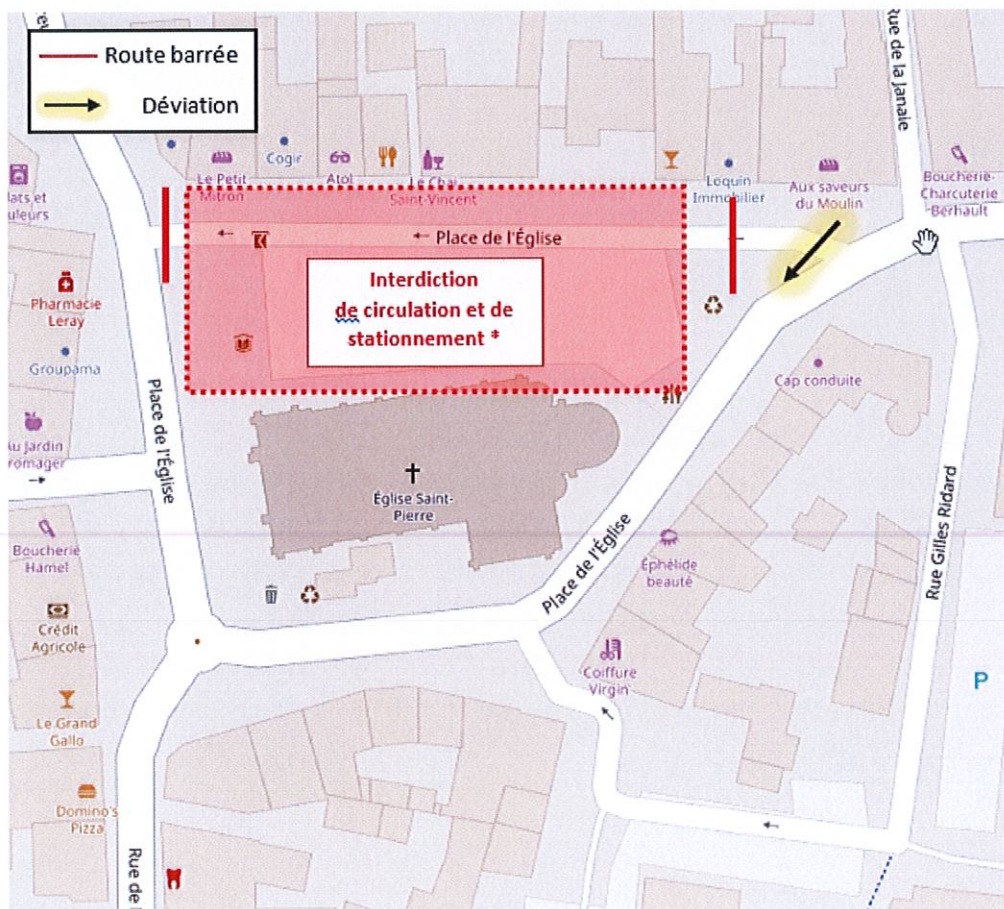 Route barrée
Déviation
Rue de la Janaie
Cogir
Le Petit
Mitron
Atol
Le Chai
Saint-Vincent
Loquin
Immobilier
Aux saveurs
du Moulin
Boucherie-
Charcuterie
Berhault
← Place de l'Église
Interdiction
de circulation et de
stationnement *
Pharmacie
Leray
Groupama
Place de l'Église
Cap conduite
Au Jardin
Église Saint-
Pierre
Boucherie
Hamel
Place de l'Église
Éphélide
beauté
Rue Gilles Ridard
Crédit
Agricole
Coiffure
Virgin'
P
Le Grand
Gallo
Domino's
Pizza
Rue de